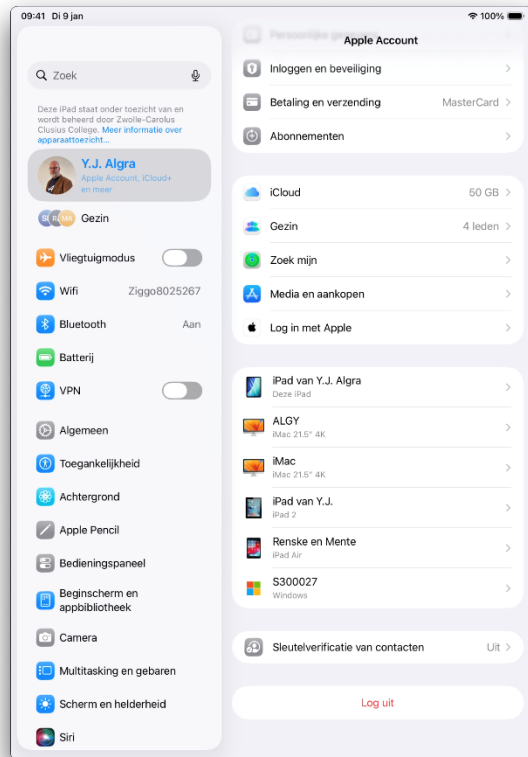 09:41 Di 9 jan
100%
Zoek
Deze iPad staat onder toezicht van en
wordt beheerd door Zwolle-Carolus
Clusius College. Meer informatie over
apparaattoezicht...
Y.J. Algra
Apple Account, iCloud+
en meer
Gezin
Vliegtuigmodus
Wifi Ziggo8025267
Bluetooth Aan
Batterij
VPN
Algemeen
Toegankelijkheid
Achtergrond
Apple Pencil
Bedieningspaneel
Beginscherm en
appbibliotheek
Camera
Multitasking en gebaren
Scherm en helderheid
Siri
Apple Account
Inloggen en beveiliging
Betaling en verzending MasterCard
Abonnementen
iCloud 50 GB
Gezin 4 leden
Zoek mijn
Media en aankopen
Log in met Apple
iPad van Y.J. Algra
Deze iPad
ALGY
iMac 21.5" 4K
iMac
iMac 21.5" 4K
iPad van Y.J.
iPad 2
Renske en Mente
iPad Air
S300027
Windows
Sleutelverificatie van contacten Uit
Log uit